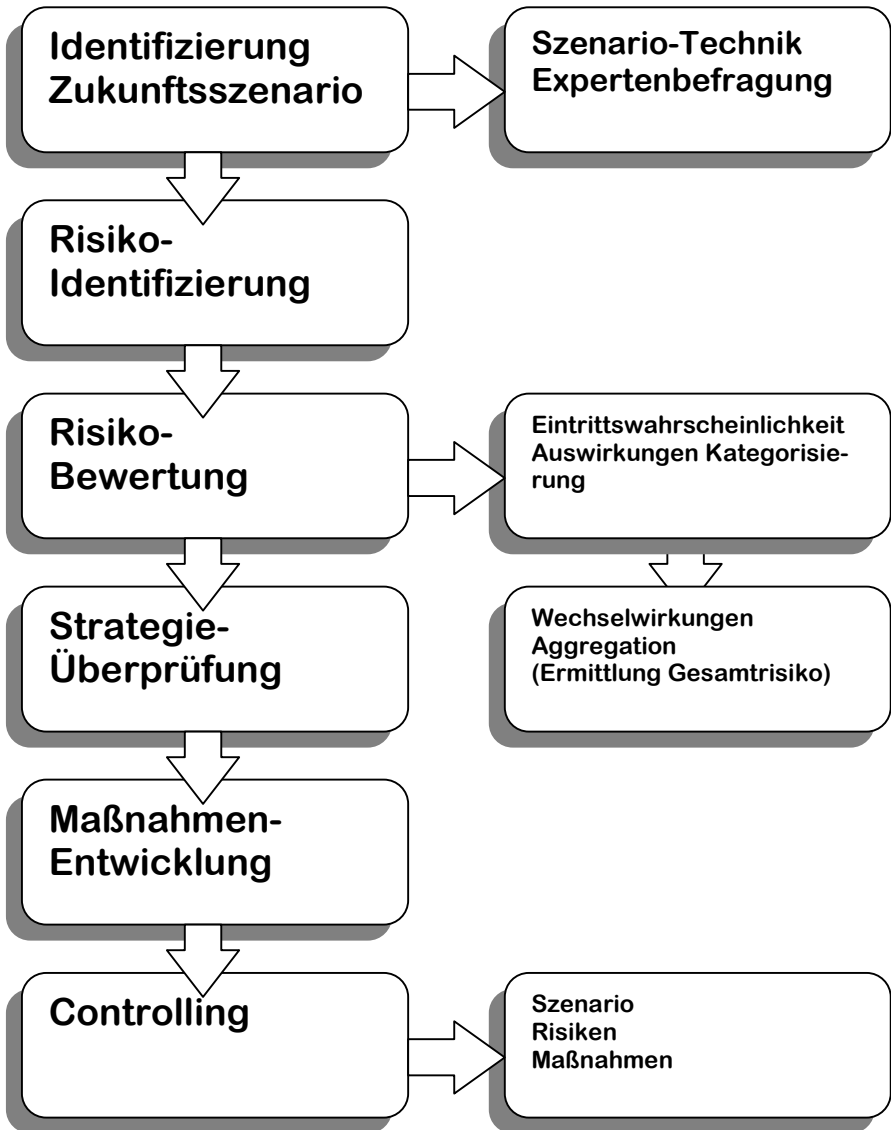 Identifizierung
Zukunftsszenario
Szenario-Technik
Expertenbefragung
Risiko-
Identifizierung
Risiko-
Bewertung
Eintrittswahrscheinlichkeit
Auswirkungen Kategorisie-
rung
Strategie-
Überprüfung
Wechselwirkungen
Aggregation
(Ermittlung Gesamtrisiko)
Maßnahmen-
Entwicklung
Controlling
Szenario
Risiken
Maßnahmen